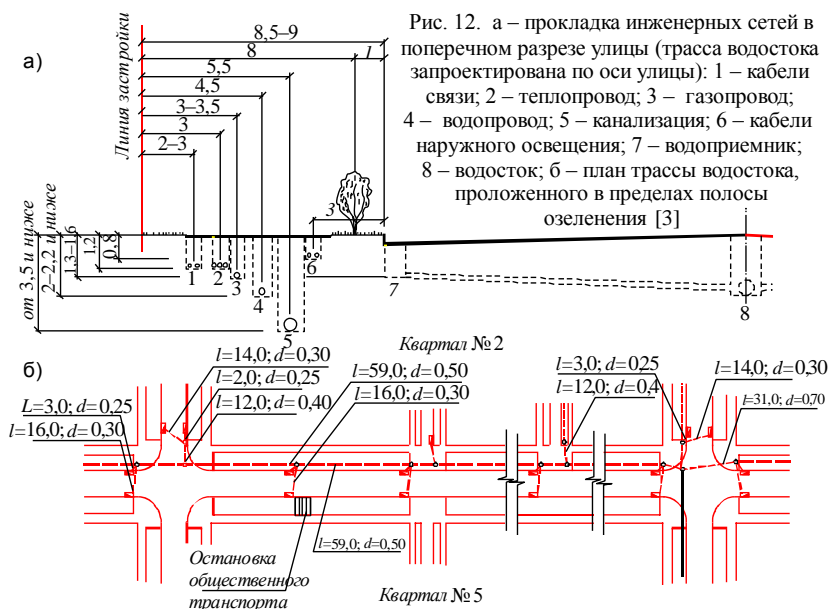 Рис. 12. а – прокладка инженерных сетей в
поперечном разрезе улицы (трасса водостока
запроектирована по оси улицы): 1 – кабели
связи; 2 – теплопровод; 3 – газопровод;
4 – водопровод; 5 – канализация; 6 – кабели
наружного освещения; 7 – водоприемник;
8 – водосток; б – план трассы водостока,
проложенного в пределах полосы
озеленения [3]
а)
Линия застройки
8,5–9
8
1
5,5
4,5
3–3,5
3
2–3
3
от 3,5 и ниже
2–2,2 и ниже
1,3–1,6
1,2
0,8
1
2
3
4
5
6
7
8
б)
Квартал №2
l=14,0; d=0,30
l=2,0; d=0,25
l=12,0; d=0,40
L=3,0; d=0,25
l=16,0; d=0,30
l=59,0; d=0,50
l=16,0; d=0,30
l=3,0; d=0,25
l=12,0; d=0,4
l=14,0; d=0,30
l=31,0; d=0,70
l=59,0; d=0,50
Остановка
общественного
транспорта
Квартал №5